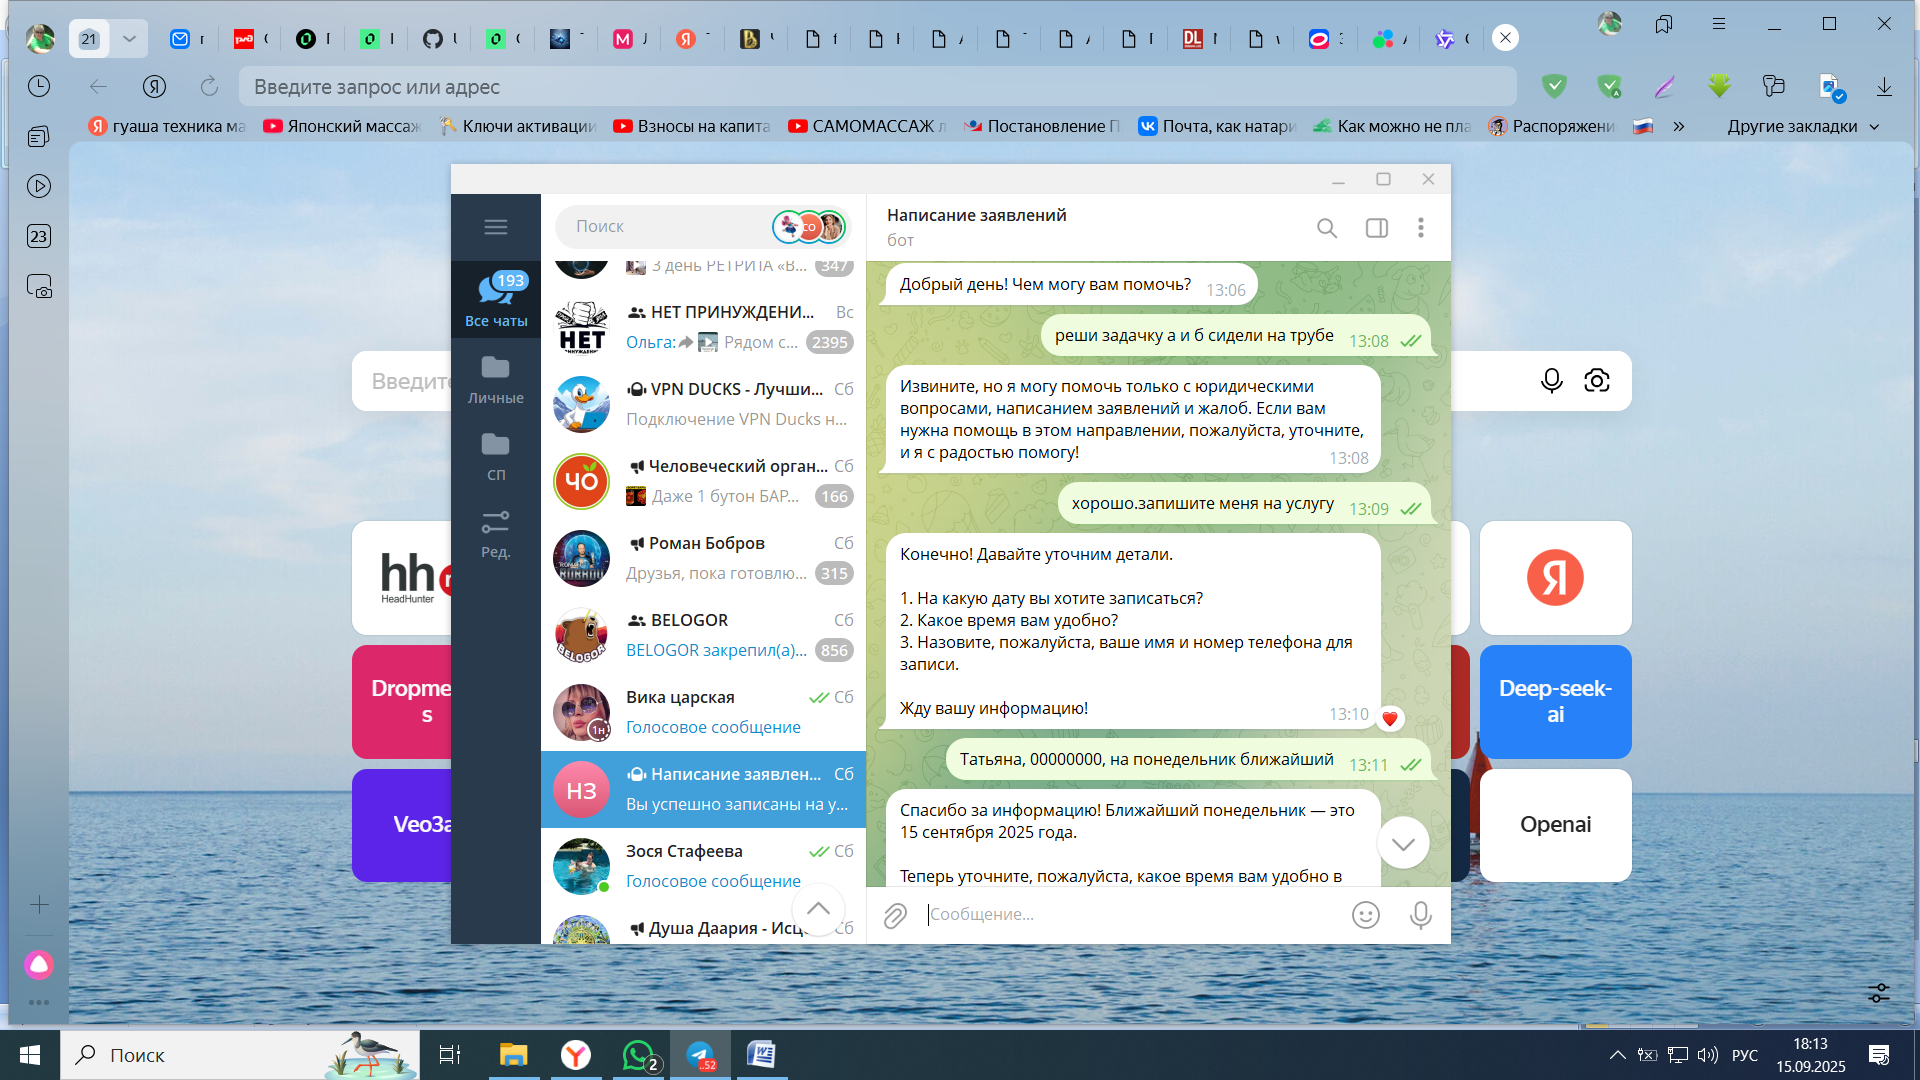 21
Введите запрос или адрес
гуаша техника ма
Японский массаж
Ключи активации
Взносы на капита
САМОМАССАЖ л
Постановление П
Почта, как натари
Как можно не пла
Распоряжени
»
Другие закладки
23
Введите
hh
HeadHunter
Dropme
s
Veo3a
Я
Deep-seek-
ai
Openai
193
Все чаты
Личные
СП
Ред.
Поиск
3 день РЕТРИТА «В...
347
НЕТ ПРИНУЖДЕНИ...
Вс
Ольга:
Рядом с...
2395
VPN DUCKS - Лучши...
Сб
Подключение VPN Ducks н...
ЧО
Человеческий орган...
Сб
Даже 1 бутон БАР...
166
Роман Бобров
Сб
Друзья, пока готовлю...
315
BELOGOR
Сб
BELOGOR закрепил(а)...
856
Вика царская
Сб
Голосовое сообщение
1н
НЗ
Написание заявлен...
Сб
Вы успешно записаны на у...
Зося Стафеева
Сб
Голосовое сообщение
Душа Даария - Исц
Сб
Написание заявлений
бот
Добрый день! Чем могу вам помочь?
13:06
реши задачку а и б сидели на трубе
13:08
Извините, но я могу помочь только с юридическими
вопросами, написанием заявлений и жалоб. Если вам
нужна помощь в этом направлении, пожалуйста, уточните,
и я с радостью помогу!
13:08
хорошо.запишите меня на услугу
13:09
Конечно! Давайте уточним детали.
1. На какую дату вы хотите записаться?
2. Какое время вам удобно?
3. Назовите, пожалуйста, ваше имя и номер телефона для
записи.
Жду вашу информацию!
13:10
Татьяна, 00000000, на понедельник ближайший
13:11
Спасибо за информацию! Ближайший понедельник — это
15 сентября 2025 года.
Теперь уточните, пожалуйста, какое время вам удобно в
Сообщение...
Поиск
2
..52
РУС
18:13
15.09.2025